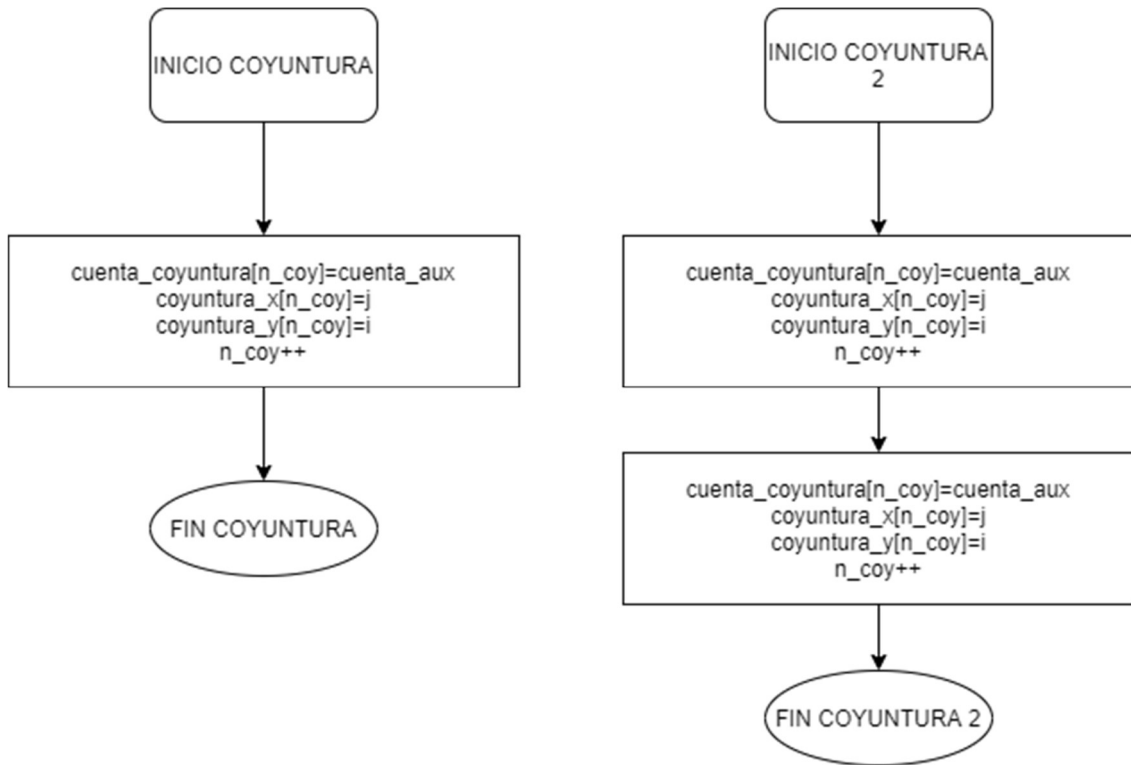 INICIO COYUNTURA
cuenta_coyuntura[n_coy]=cuenta_aux
coyuntura_x[n_coy]=j
coyuntura_y[n_coy]=i
n_coy++
FIN COYUNTURA
INICIO COYUNTURA
2
cuenta_coyuntura[n_coy]=cuenta_aux
coyuntura_x[n_coy]=j
coyuntura_y[n_coy]=i
n_coy++
cuenta_coyuntura[n_coy]=cuenta_aux
coyuntura_x[n_coy]=j
coyuntura_y[n_coy]=i
n_coy++
FIN COYUNTURA 2